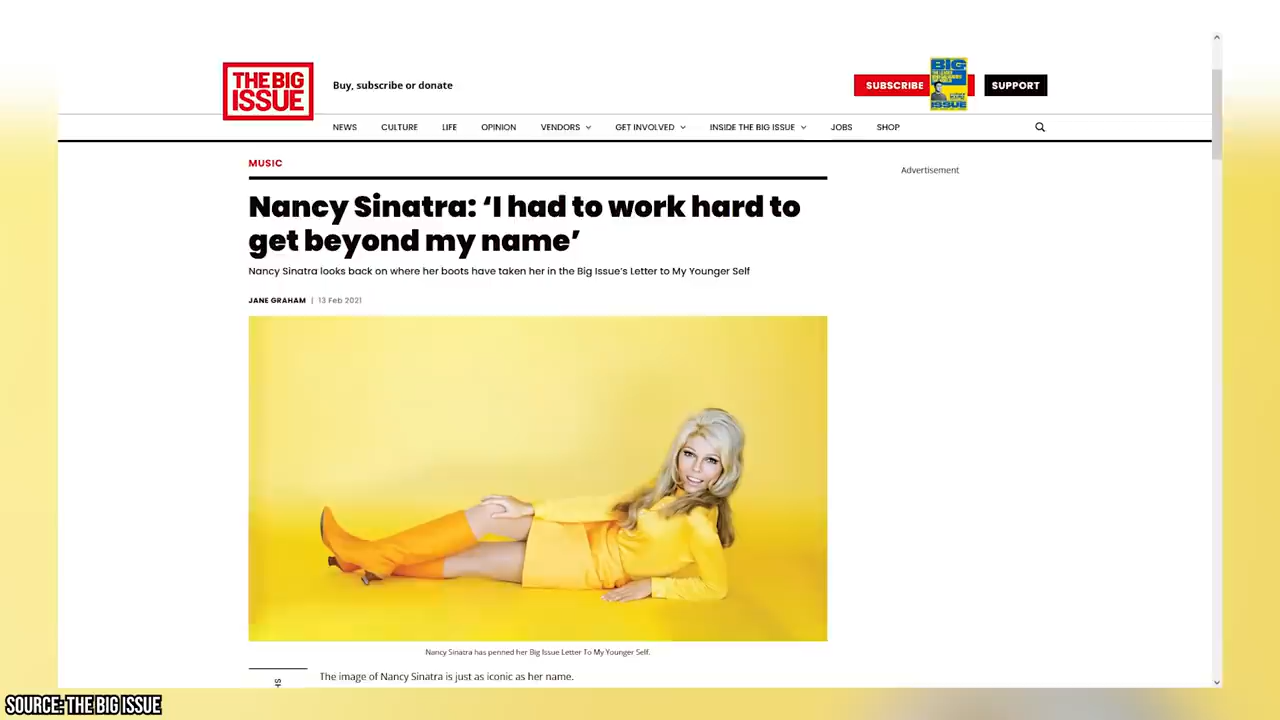 THE BIG
ISSUE
Buy, subscribe or donate
SUBSCRIBE
BIG
ISSUE
SUPPORT
NEWS CULTURE LIFE OPINION VENDORS GET INVOLVED INSIDE THE BIG ISSUE JOBS SHOP
MUSIC
Advertisement
Nancy Sinatra: ‘I had to work hard to
get beyond my name’
Nancy Sinatra looks back on where her boots have taken her in the Big Issue’s Letter to My Younger Self
JANE GRAHAM | 13 Feb 2021
Nancy Sinatra has penned her Big Issue Letter To My Younger Self.
The image of Nancy Sinatra is just as iconic as her name.
SOURCE: THE BIG ISSUE